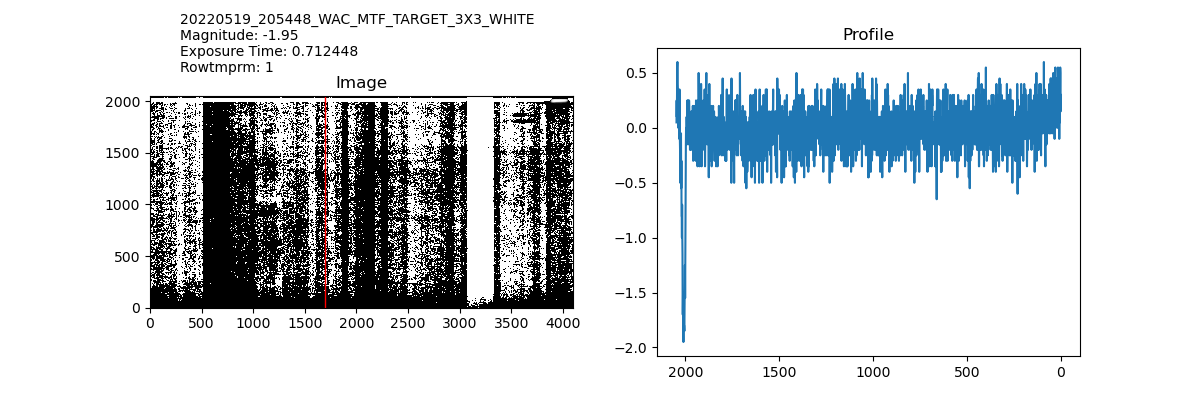 20220519_205448_WAC_MTF_TARGET_3X3_WHITE
Magnitude: -1.95
Exposure Time: 0.712448
Rowtmprm: 1
Image
2000
1500
1000
500
0
0 500 1000 1500 2000 2500 3000 3500 4000
Profile
0.5
0.0
−0.5
−1.0
−1.5
−2.0
2000 1500 1000 500 0